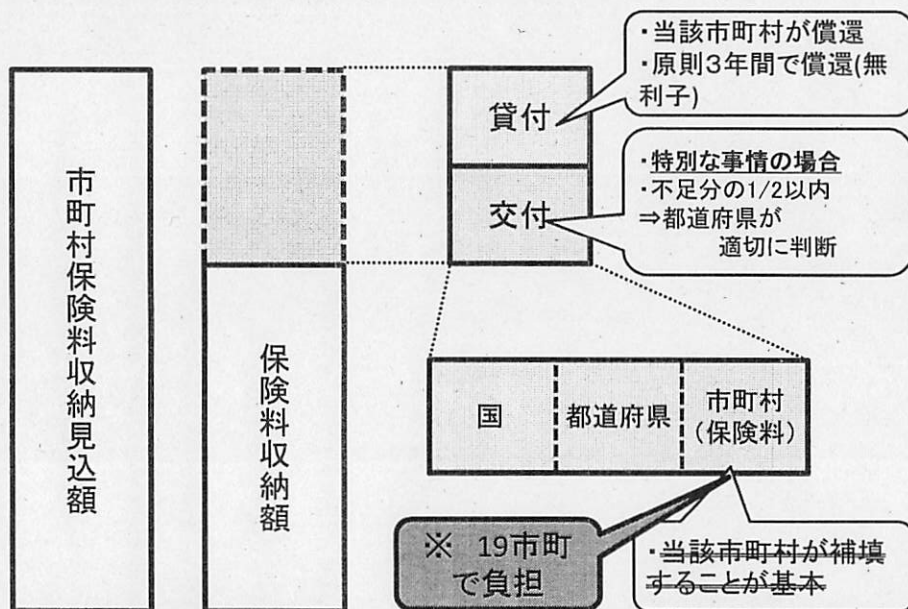 ・当該市町村が償還
・原則3年間で償還(無
利子)
貸付
・特別な事情の場合
・不足分の1/2以内
⇒都道府県が
適切に判断
交付
市町村保険料収納見込額
保険料収納額
国
都道府県
市町村
(保険料)
※ 19市町
で負担
・当該市町村が補填
することが基本